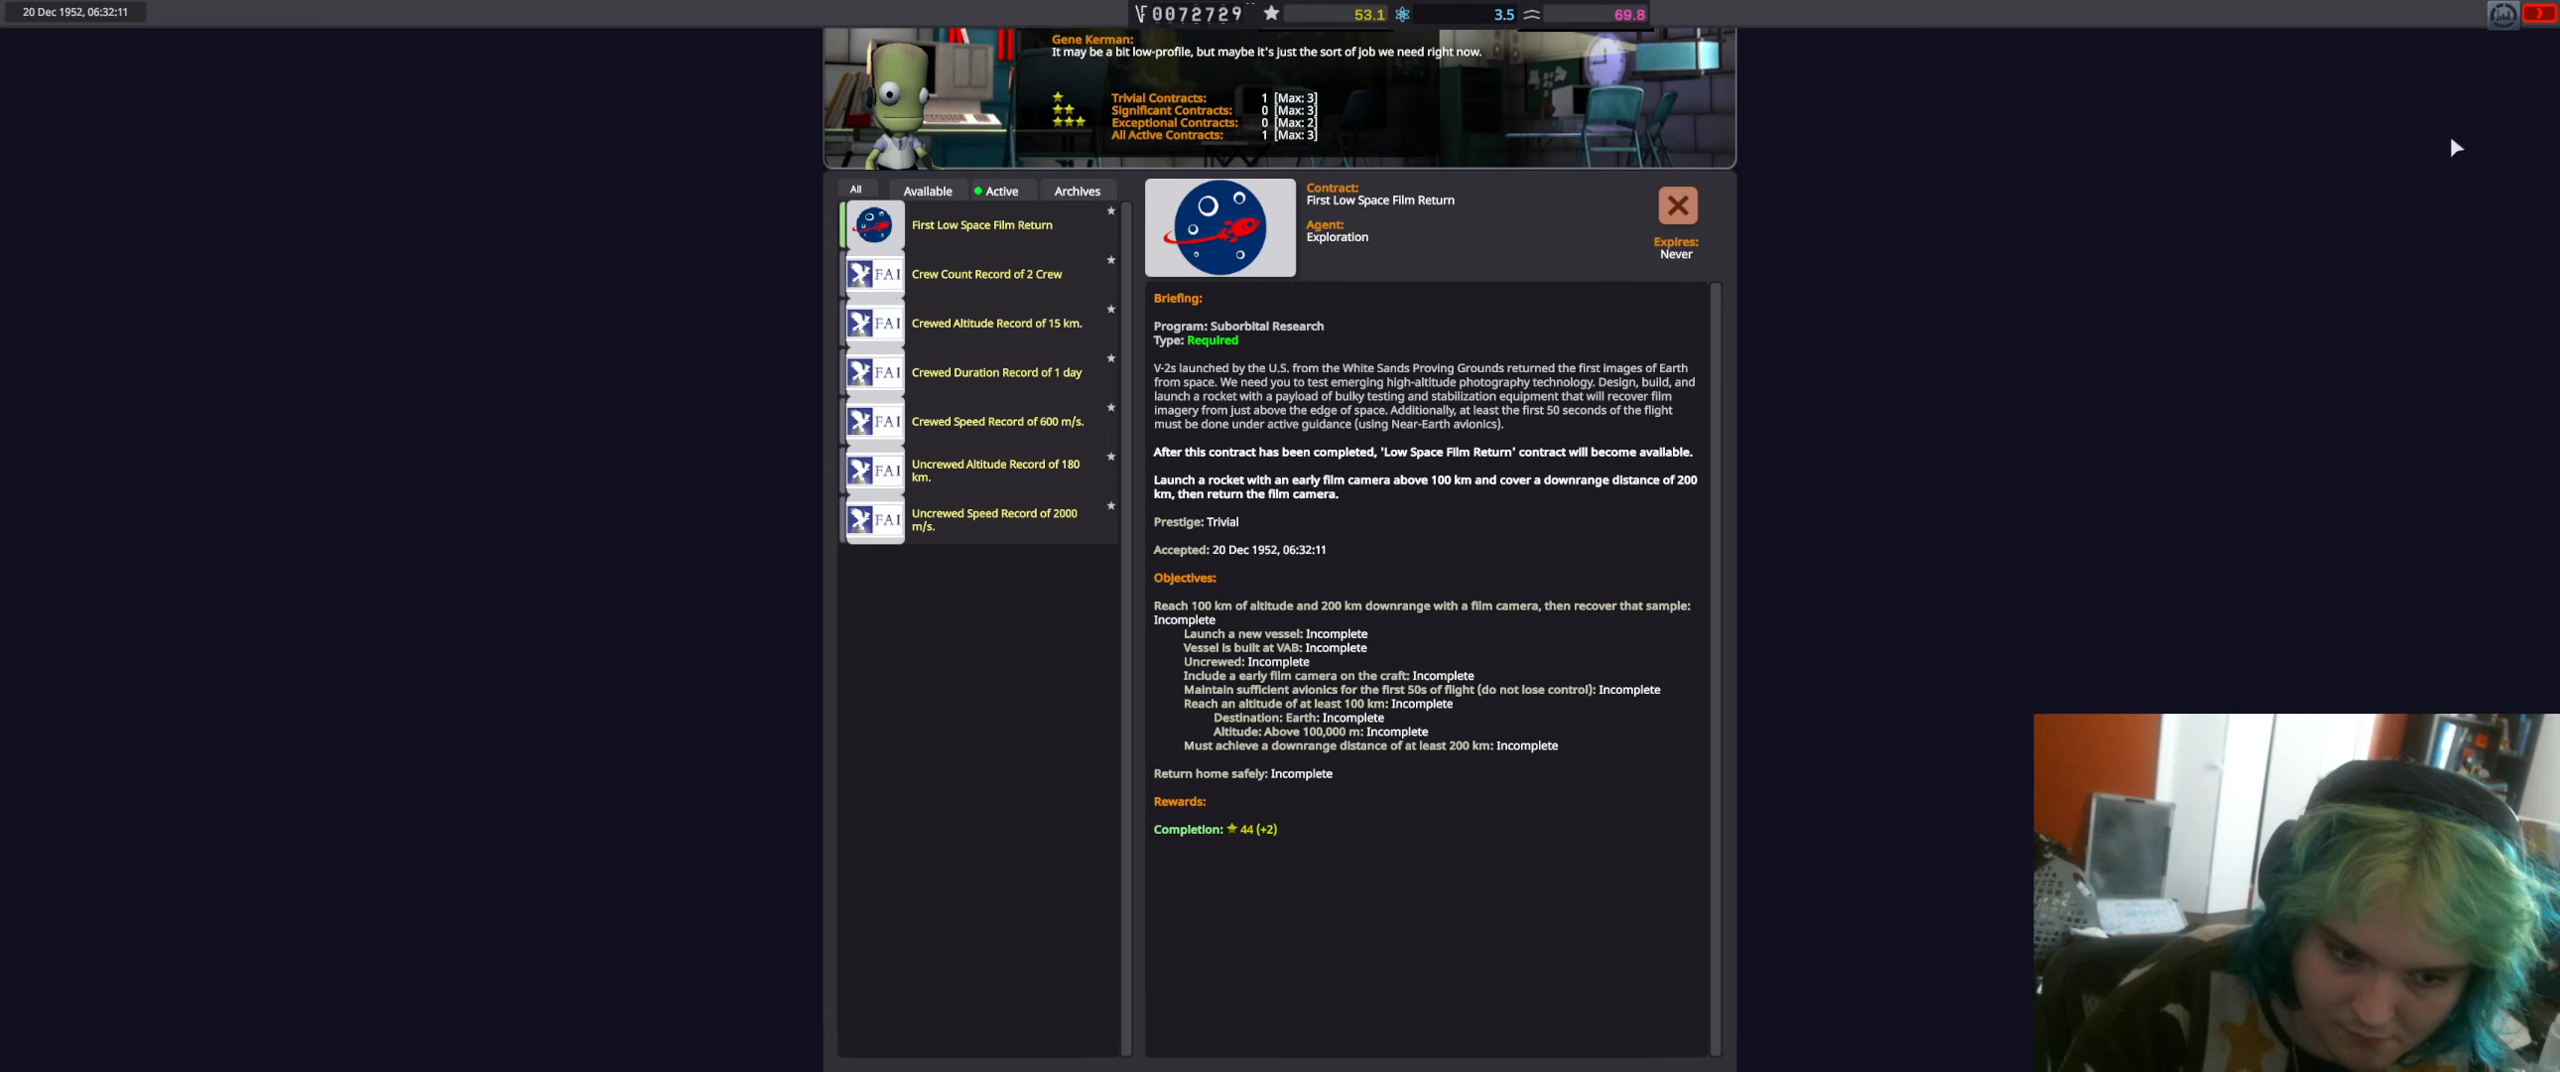 20 Dec 1952, 06:32:11
0072729 53.1 3.5 69.8
Gene Kerman:
It may be a bit low-profile, but maybe it's just the sort of job we need right now.
Trivial Contracts: 1 [Max: 3]
Significant Contracts: 0 [Max: 3]
Exceptional Contracts: 0 [Max: 2]
All Active Contracts: 1 [Max: 3]
All Available Active Archives
First Low Space Film Return
FAI Crew Count Record of 2 Crew
FAI Crewed Altitude Record of 15 km.
FAI Crewed Duration Record of 1 day
FAI Crewed Speed Record of 600 m/s.
FAI Uncrewed Altitude Record of 180
km.
FAI Uncrewed Speed Record of 2000
m/s.
Contract:
First Low Space Film Return
Agent:
Exploration
Expires:
Never
Briefing:
Program: Suborbital Research
Type: Required
V-2s launched by the U.S. from the White Sands Proving Grounds returned the first images of Earth
from space. We need you to test emerging high-altitude photography technology. Design, build, and
launch a rocket with a payload of bulky testing and stabilization equipment that will recover film
imagery from just above the edge of space. Additionally, at least the first 50 seconds of the flight
must be done under active guidance (using Near-Earth avionics).
After this contract has been completed, 'Low Space Film Return' contract will become available.
Launch a rocket with an early film camera above 100 km and cover a downrange distance of 200
km, then return the film camera.
Prestige: Trivial
Accepted: 20 Dec 1952, 06:32:11
Objectives:
Reach 100 km of altitude and 200 km downrange with a film camera, then recover that sample:
Incomplete
Launch a new vessel: Incomplete
Vessel is built at VAB: Incomplete
Uncrewed: Incomplete
Include a early film camera on the craft: Incomplete
Maintain sufficient avionics for the first 50s of flight (do not lose control): Incomplete
Reach an altitude of at least 100 km: Incomplete
Destination: Earth: Incomplete
Altitude: Above 100,000 m: Incomplete
Must achieve a downrange distance of at least 200 km: Incomplete
Return home safely: Incomplete
Rewards:
Completion: 44 (+2)